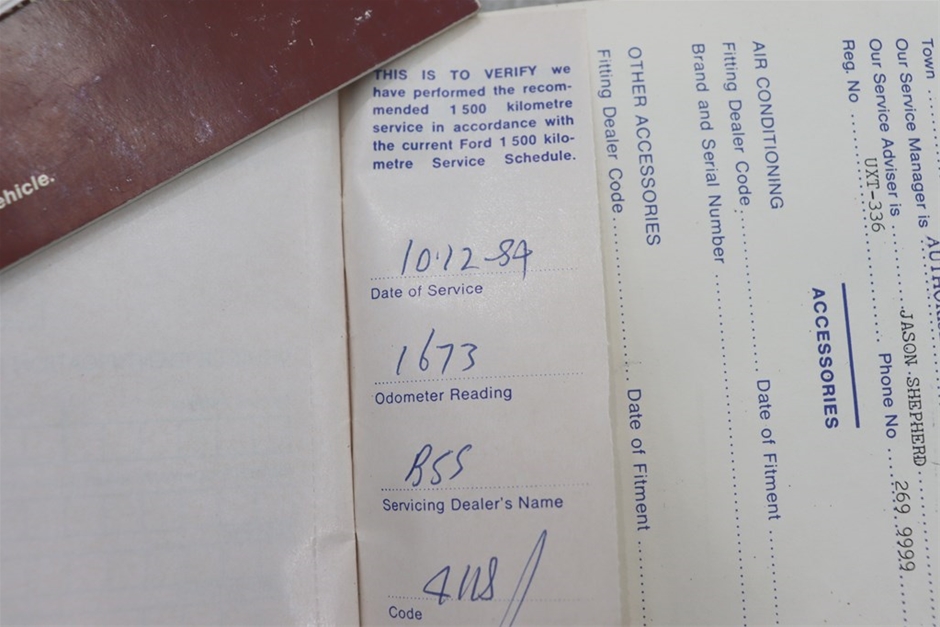 ehicle.
THIS IS TO VERIFY we
have performed the recom-
mended 1 500 kilometre
service in accordance with
the current Ford 1 500 kilo-
metre Service Schedule.
10-12-84
Date of Service
1673
Odometer Reading
BSS
Servicing Dealer's Name
Code
Town
Our Service Manager is
Our Service Adviser is JASON SHEPHERD
Reg. No UXT-336 Phone No 269 9999
ACCESSORIES
AIR CONDITIONING
Fitting Dealer Code Date of Fitment
Brand and Serial Number
OTHER ACCESSORIES
Fitting Dealer Code Date of Fitment